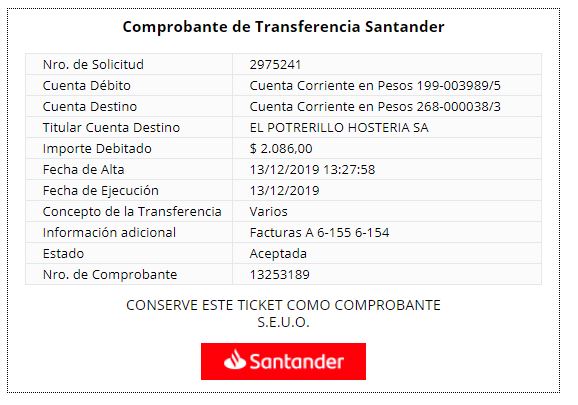 Comprobante de Transferencia Santander
Nro. de Solicitud 2975241
Cuenta Débito Cuenta Corriente en Pesos 199-003989/5
Cuenta Destino Cuenta Corriente en Pesos 268-000038/3
Titular Cuenta Destino EL POTRERILLO HOSTERIA SA
Importe Debitado $ 2.086,00
Fecha de Alta 13/12/2019 13:27:58
Fecha de Ejecución 13/12/2019
Concepto de la Transferencia Varios
Información adicional Facturas A 6-155 6-154
Estado Aceptada
Nro. de Comprobante 13253189
CONSERVE ESTE TICKET COMO COMPROBANTE
S.E.U.O.
Santander